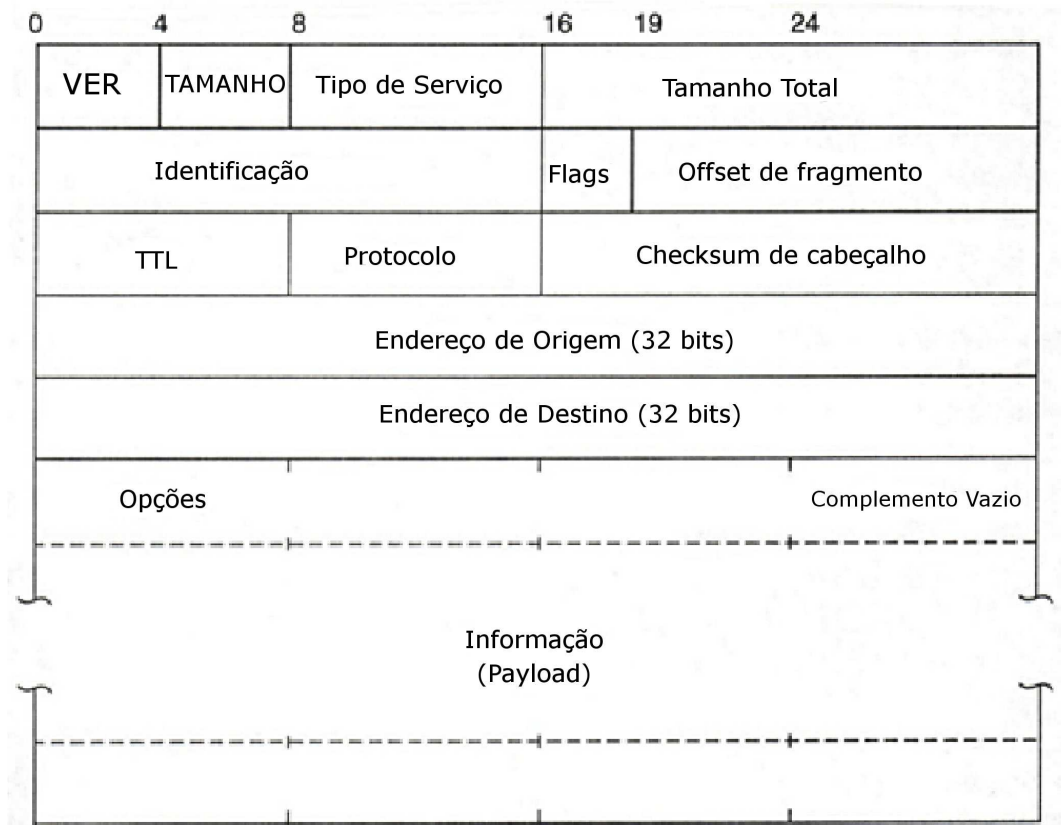 0 4 8 16 19 24
VER TAMANHO Tipo de Serviço Tamanho Total
Identificação Flags Offset de fragmento
TTL Protocolo Checksum de cabeçalho
Endereço de Origem (32 bits)
Endereço de Destino (32 bits)
Opções Complemento Vazio
Informação
(Payload)